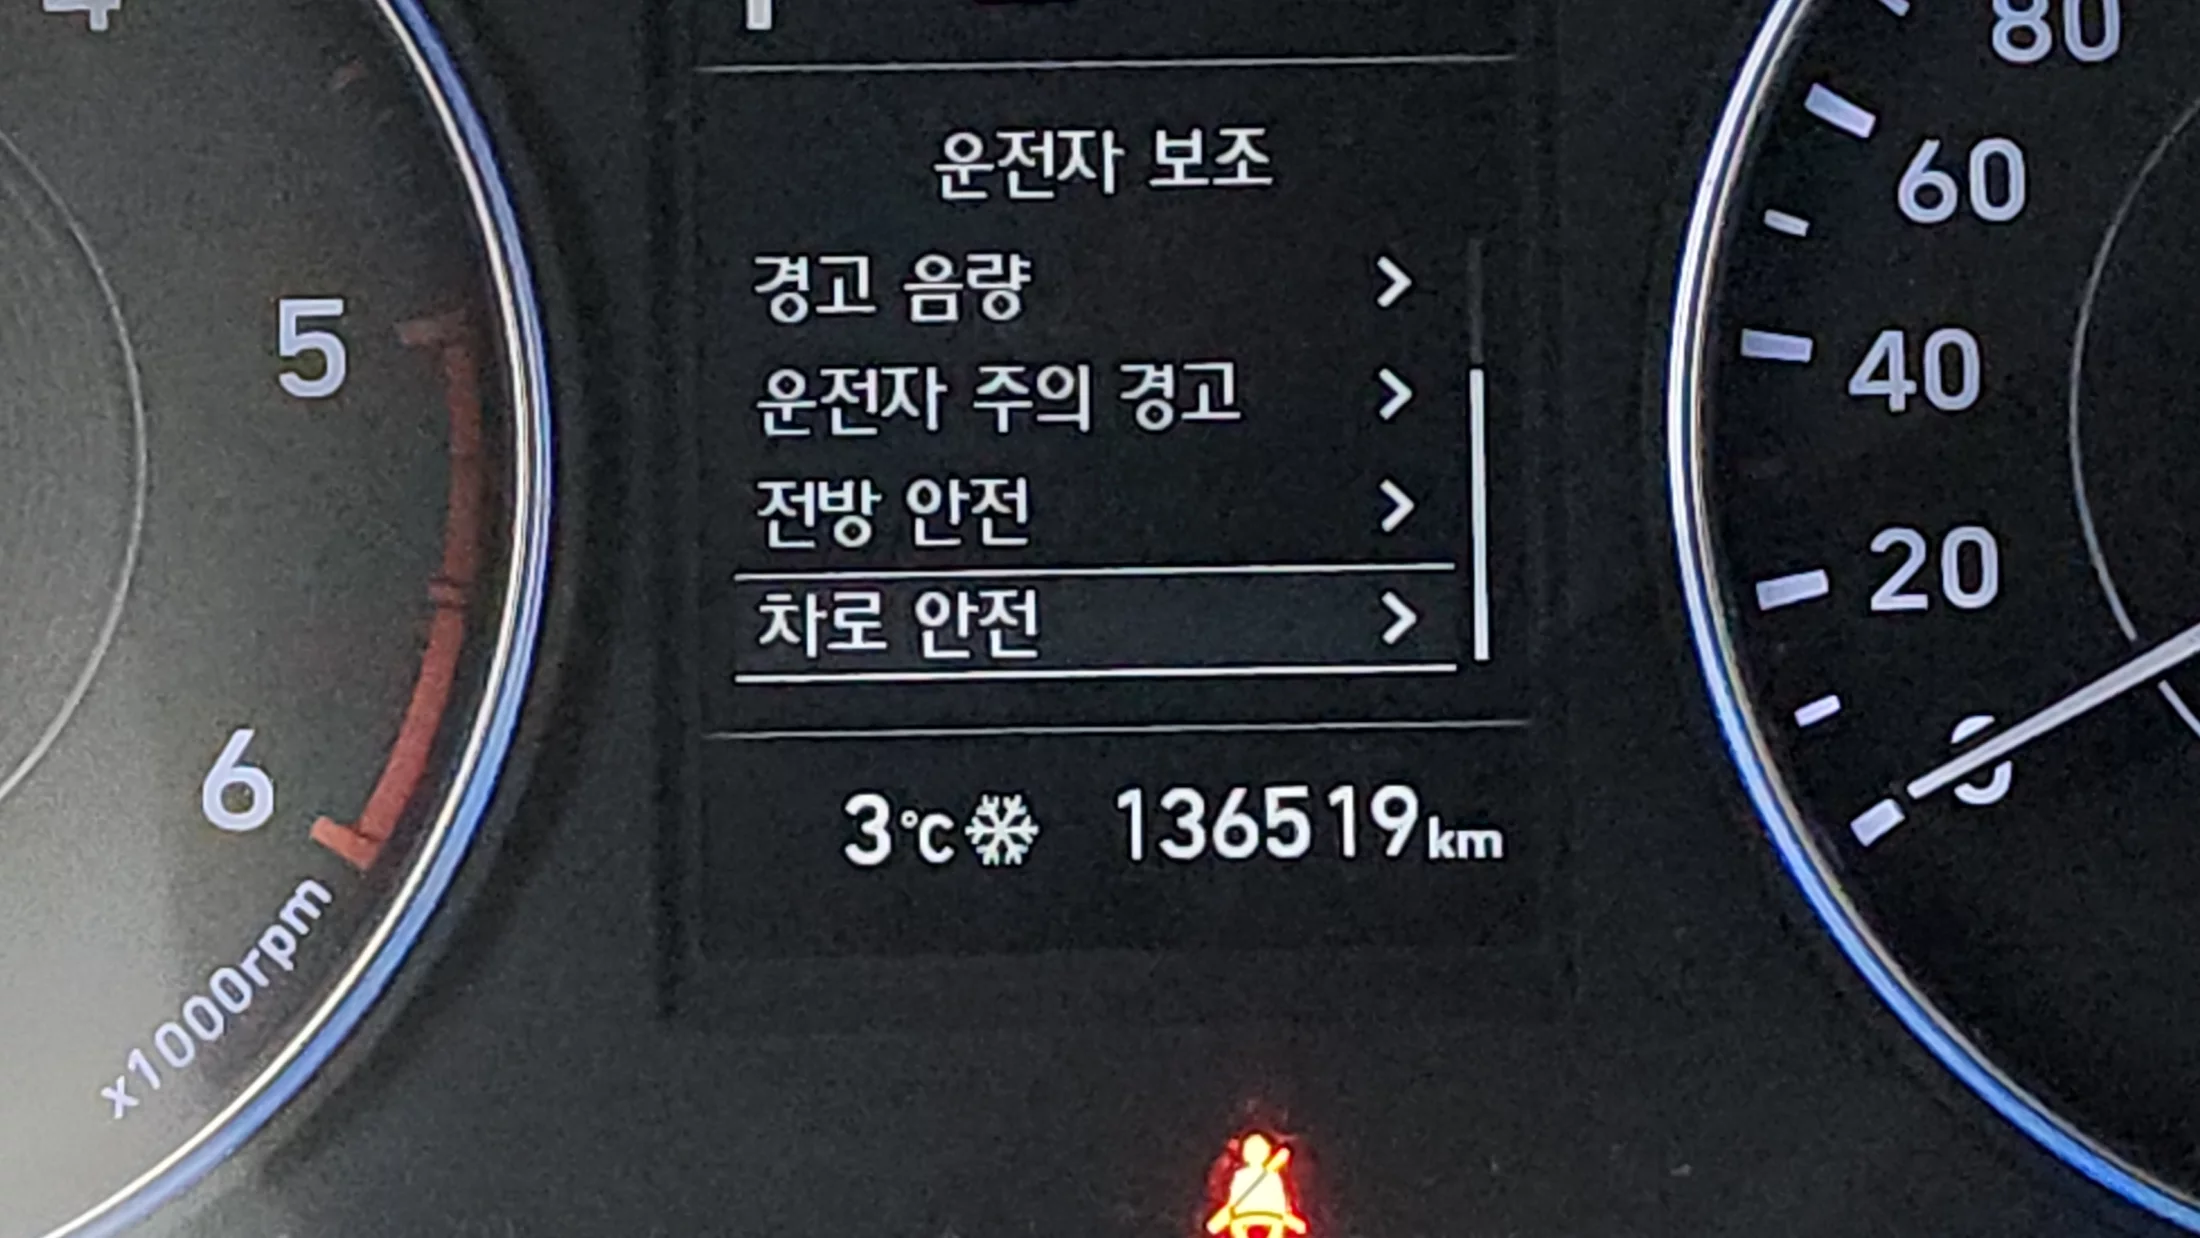 80
운전자 보조
60
경고 음량
5
40
운전자 주의 경고
전방 안전
20
차로 안전
6
3℃ 136519km
x1000rpm